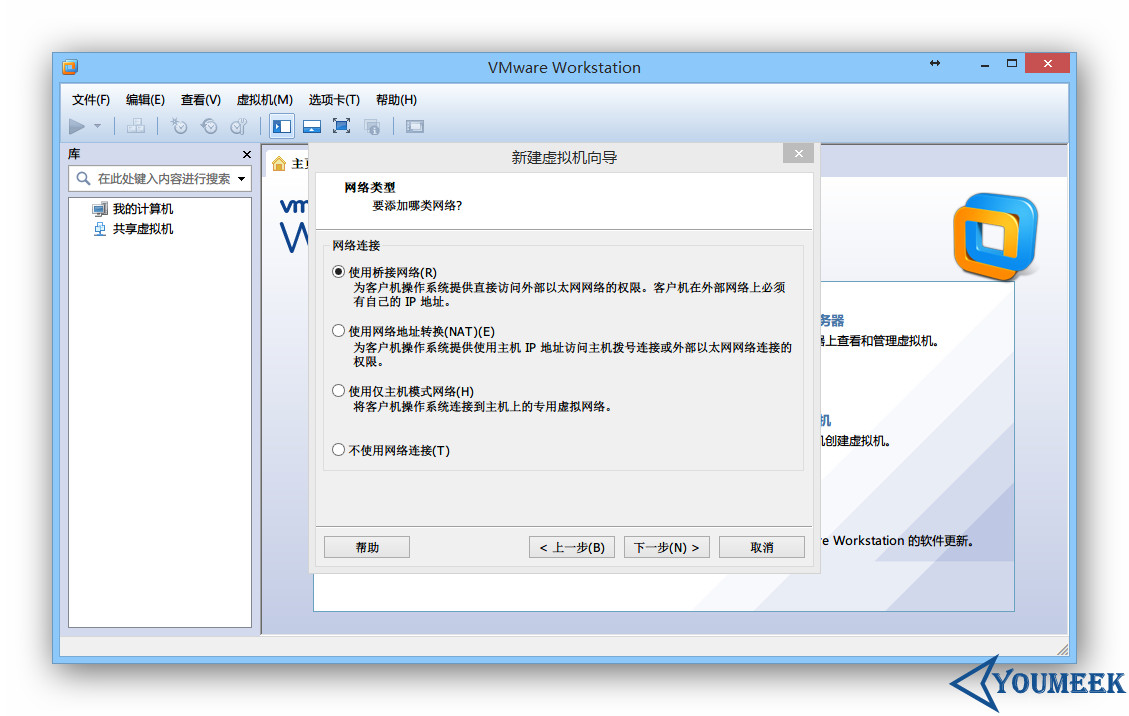 VMware Workstation
文件(F) 编辑(E) 查看(V) 虚拟机(M) 选项卡(T) 帮助(H)
库
在此处键入内容进行搜索
我的计算机
共享虚拟机
主
vm
W
新建虚拟机向导
网络类型
要添加哪类网络?
网络连接
使用桥接网络(R)
为客户机操作系统提供直接访问外部以太网网络的权限。客户机在外部网络上必须
有自己的 IP 地址。
使用网络地址转换(NAT)(E)
为客户机操作系统提供使用主机 IP 地址访问主机拨号连接或外部以太网网络连接的
权限。
使用仅主机模式网络(H)
将客户机操作系统连接到主机上的专用虚拟网络。
不使用网络连接(T)
帮助
< 上一步(B)
下一步(N) >
取消
务器
器上查看和管理虚拟机。
机
机创建虚拟机。
re Workstation 的软件更新。
YOUMEEK